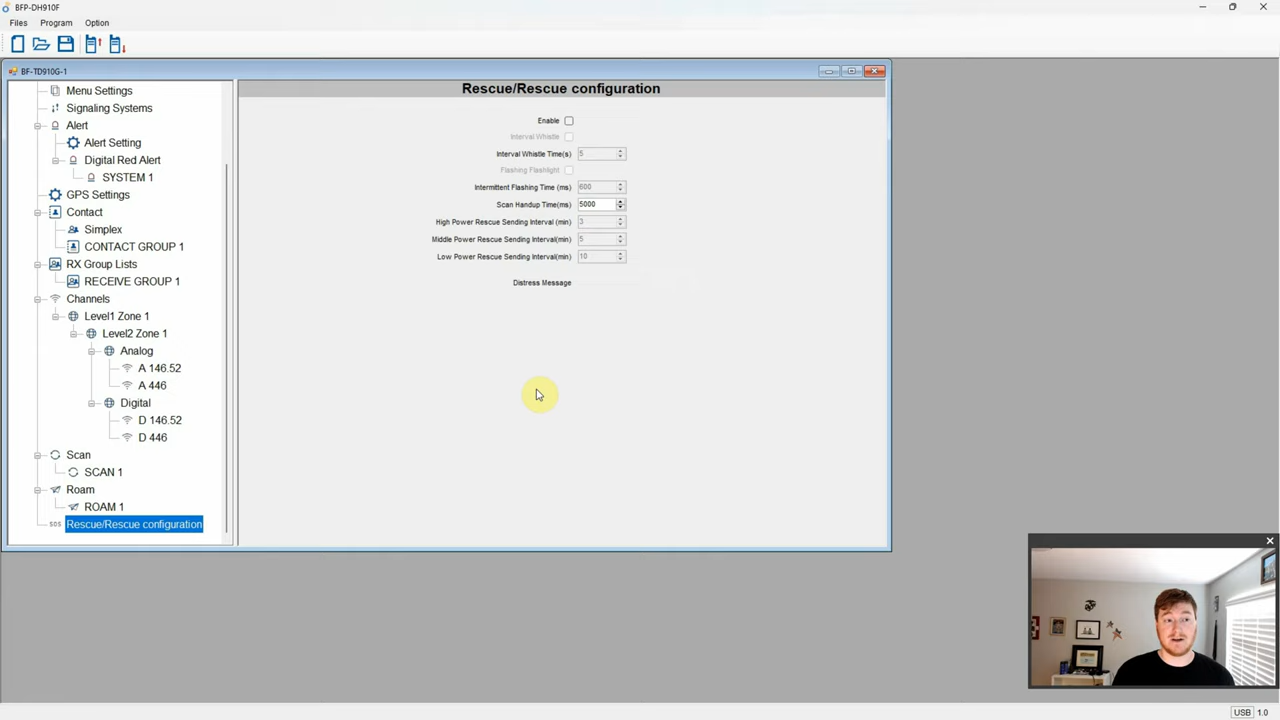 BFP-DH910F
Files Program Option
BF-TD910G-1
Menu Settings
Signaling Systems
Alert
Alert Setting
Digital Red Alert
SYSTEM 1
GPS Settings
Contact
Simplex
CONTACT GROUP 1
RX Group Lists
RECEIVE GROUP 1
Channels
Level1 Zone 1
Level2 Zone 1
Analog
A 146.52
A 446
Digital
D 146.52
D 446
Scan
SCAN 1
Roam
ROAM 1
SOS Rescue/Rescue configuration
Rescue/Rescue configuration
Enable
Interval Whistle
Interval Whistle Time(s) 5
Flashing Flashlight
Intermittent Flashing Time (ms) 600
Scan Handup Time(ms) 5000
High Power Rescue Sending Interval (min) 3
Middle Power Rescue Sending Interval(min) 5
Low Power Rescue Sending Interval(min) 10
Distress Message
USB 1.0